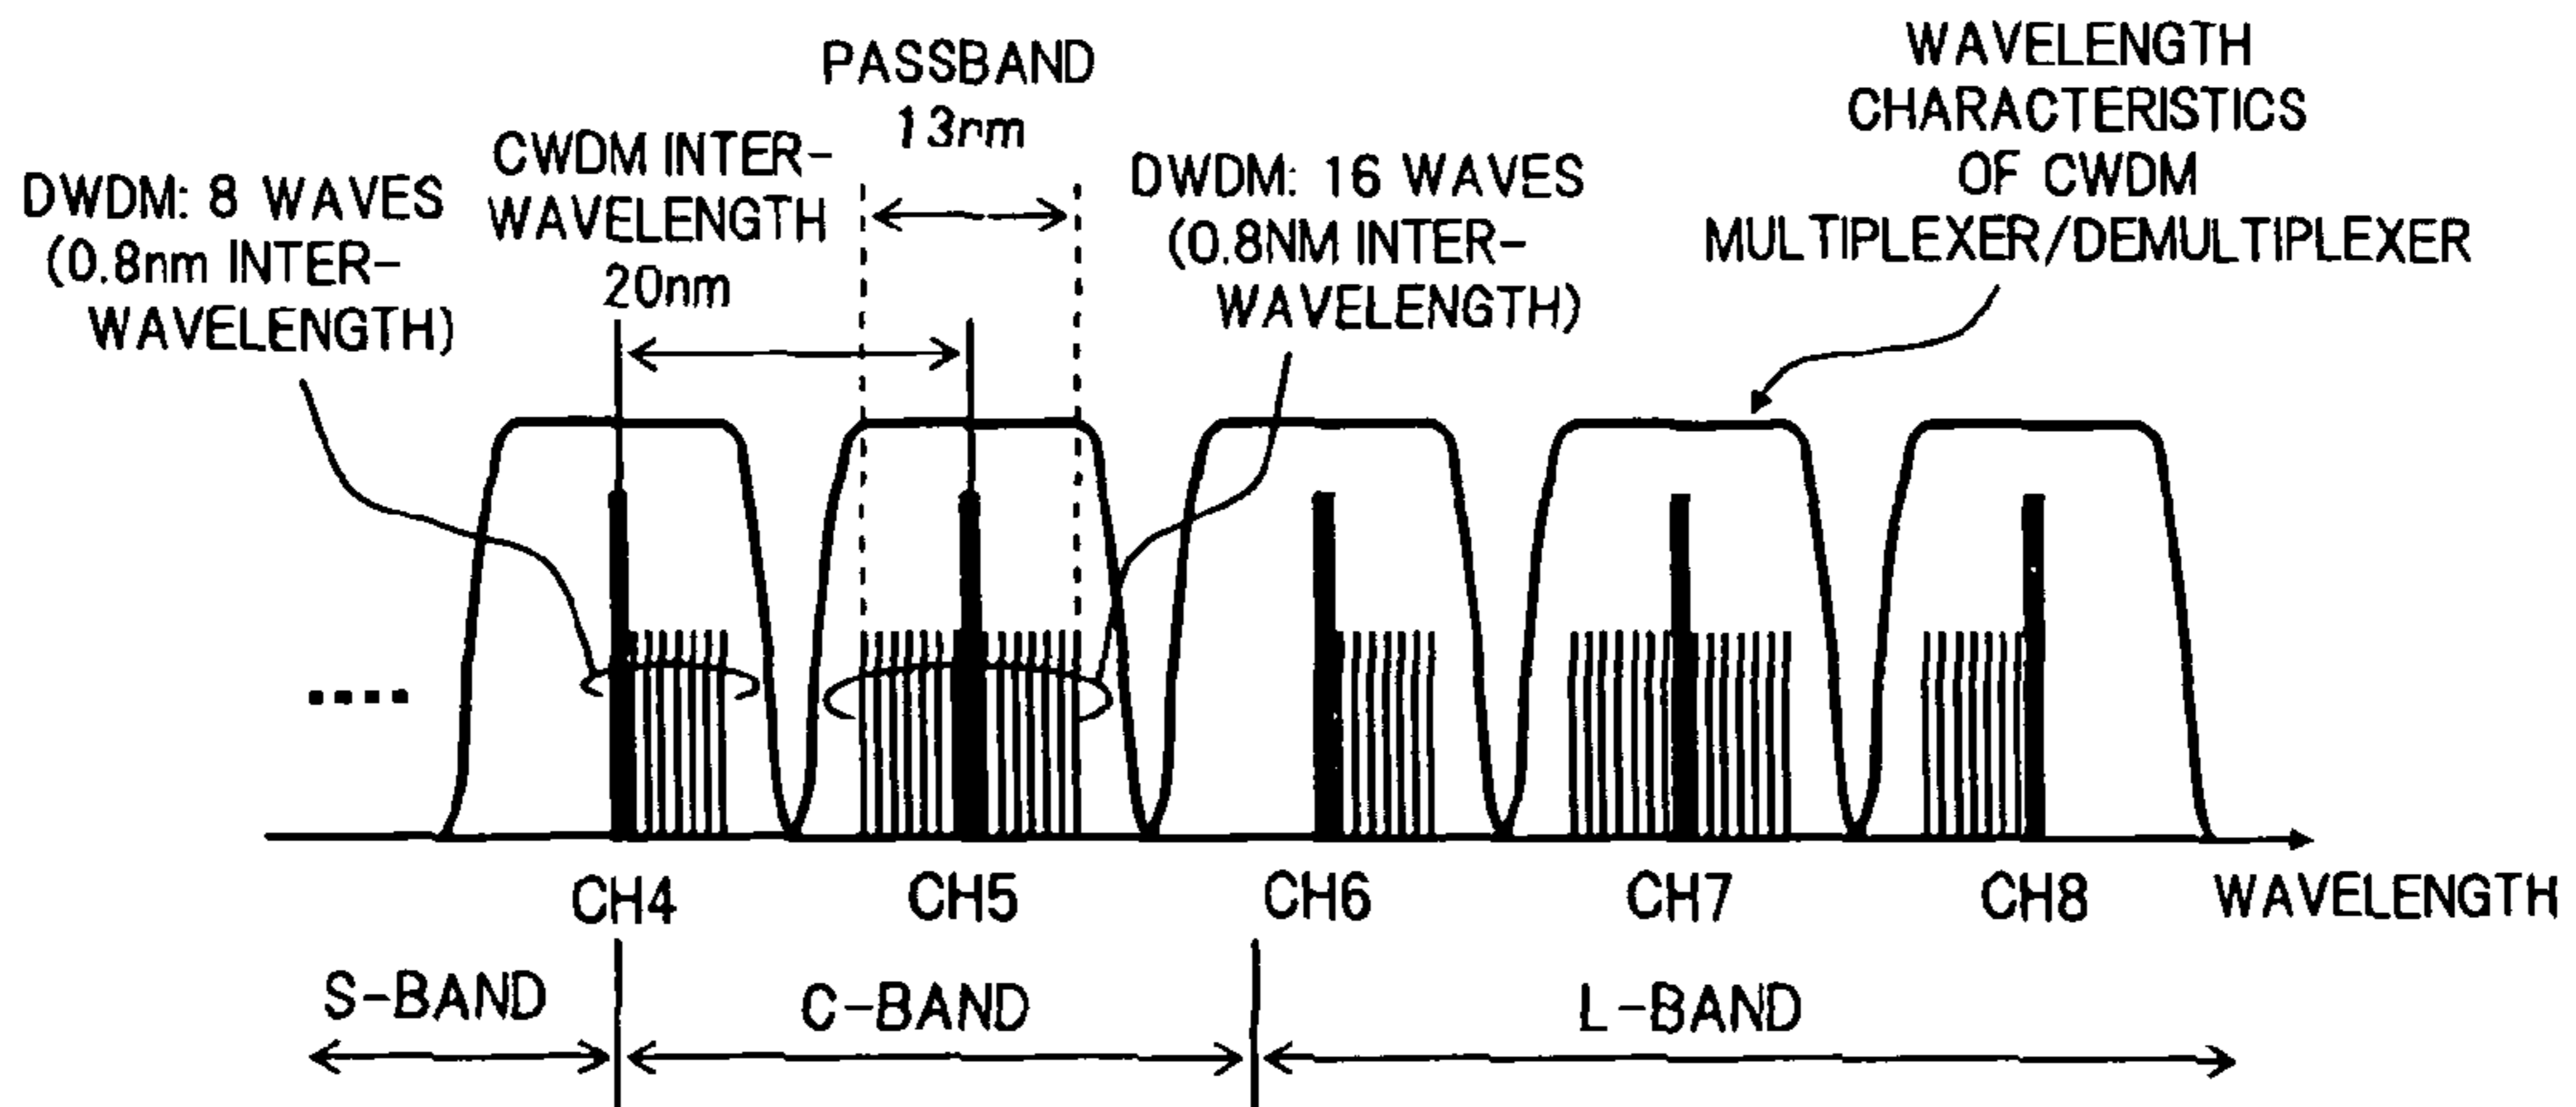 PASSBAND
13nm
CWDM INTER-
WAVELENGTH
20nm
DWDM: 8 WAVES
(0.8nm INTER-
WAVELENGTH)
DWDM: 16 WAVES
(0.8NM INTER-
WAVELENGTH)
WAVELENGTH
CHARACTERISTICS
OF CWDM
MULTIPLEXER/DEMULTIPLEXER
CH4
CH5
CH6
CH7
CH8
WAVELENGTH
S-BAND
C-BAND
L-BAND